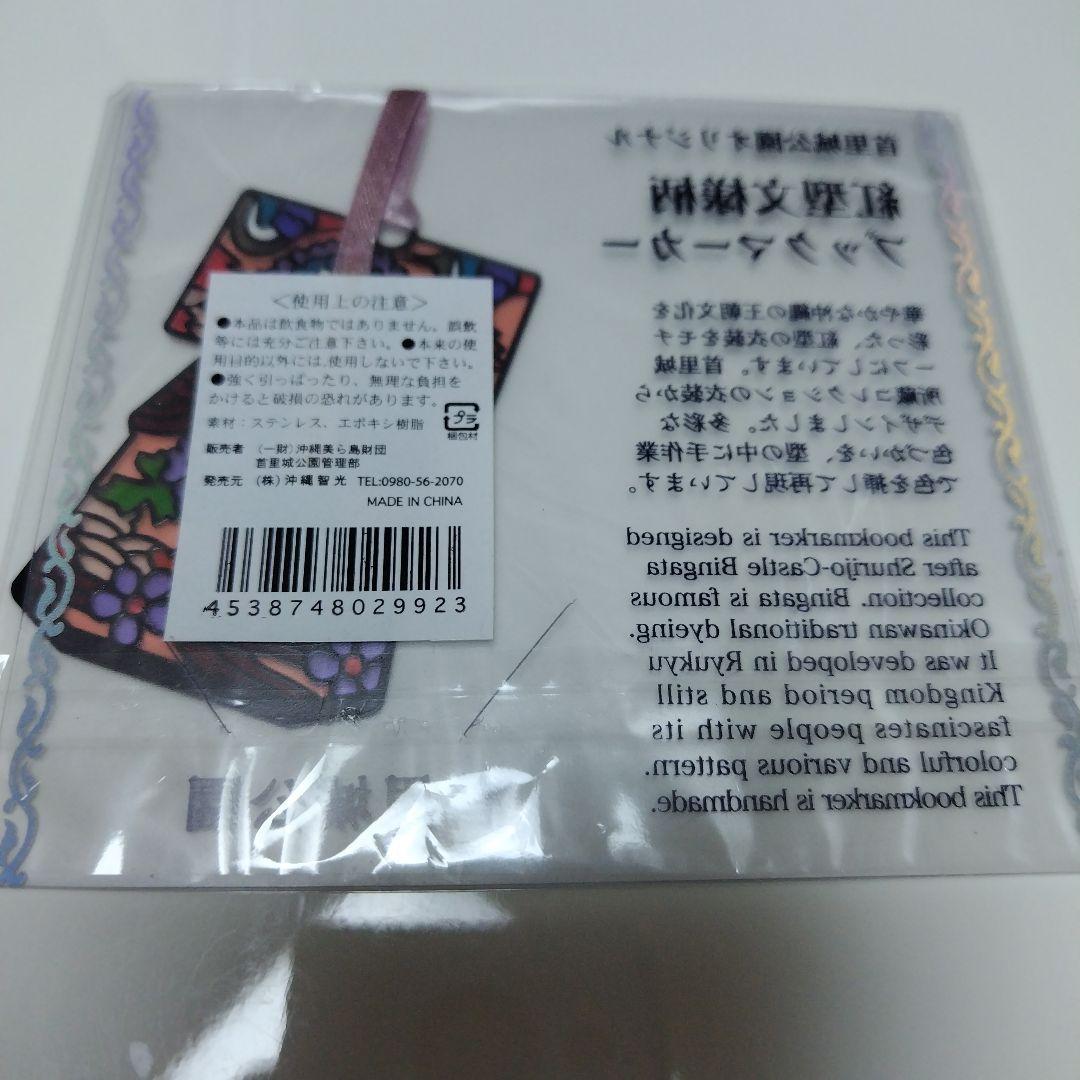 首里城公園オリジナル
紅型文様柄
ブックマーカー
華やかな沖縄の王朝文化を
彩った、紅型の衣装をモチ
ーフにしています。首里城
所蔵コレクションの衣装から
デザインしました。多彩な
色づかいを、型の中に手作業
で色を挿して再現しています。
This bookmarker is designed
after Shurijo-Castle Bingata
collection. Bingata is famous
Okinawan traditional dyeing.
It was developed in Ryukyu
Kingdom period and still
fascinates people with its
colorful and various pattern.
This bookmarker is handmade.
＜使用上の注意＞
●本品は飲食物ではありません。誤飲
等には充分ご注意下さい。●本来の使
用目的以外には､使用しないで下さい。
●強く引っぱったり、無理な負担を
かけると破損の恐れがあります。
素材：ステンレス、エポキシ樹脂
プラ
梱包材
販売者 （一財）沖縄美ら島財団
首里城公園管理部
発売元 （株）沖縄智光 TEL:0980-56-2070
MADE IN CHINA
4538748029923